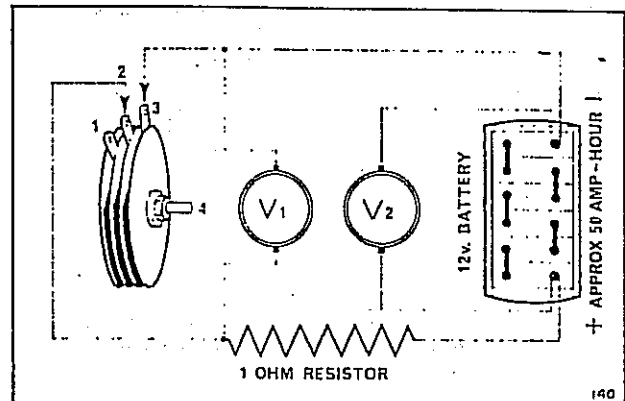 2
3
1
4
V1
V2
12v. BATTERY
+ APPROX 50 AMP-HOUR -
1 OHM RESISTOR
140